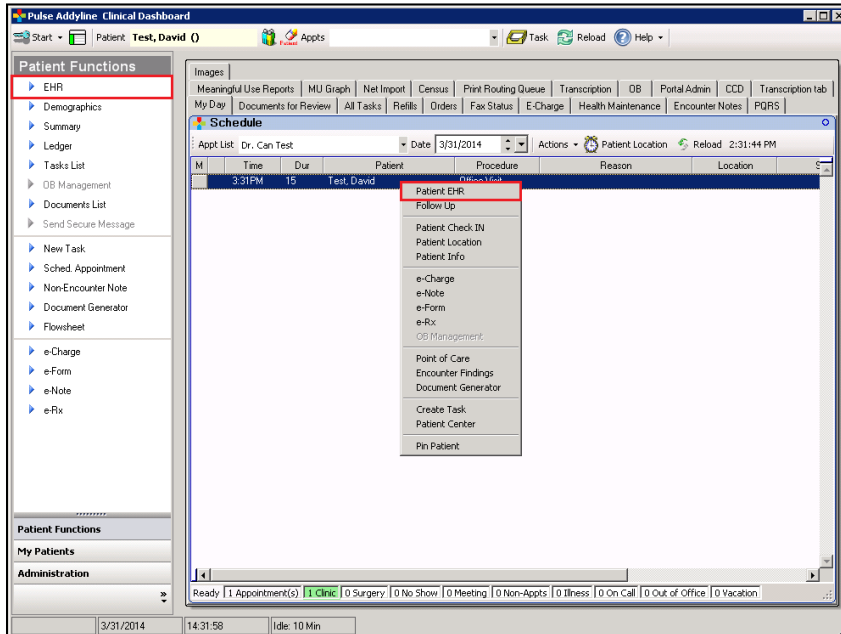 Pulse Addyline Clinical Dashboard
Start Patient Test, David () Patient Appts Task Reload Help
Patient Functions
EHR
Demographics
Summary
Ledger
Tasks List
OB Management
Documents List
Send Secure Message
New Task
Sched. Appointment
Non-Encounter Note
Document Generator
Flowsheet
e-Charge
e-Form
e-Note
e-Rx
Patient Functions
My Patients
Administration
Images
Meaningful Use Reports MU Graph Net Import Census Print Routing Queue Transcription OB Portal Admin CCD Transcription tab
My Day Documents for Review All Tasks Refills Orders Fax Status E-Charge Health Maintenance Encounter Notes PQRS
Schedule
Appt List Dr. Can Test Date 3/31/2014 Actions Patient Location Reload 2:31:44 PM
M Time Dur Patient Procedure Reason Location S
3:31PM 15 Test, David Office Visit
Patient EHR
Follow Up
Patient Check IN
Patient Location
Patient Info
e-Charge
e-Note
e-Form
e-Rx
OB Management
Point of Care
Encounter Findings
Document Generator
Create Task
Patient Center
Pin Patient
Ready 1 Appointment(s) 1 Clinic 0 Surgery 0 No Show 0 Meeting 0 Non-Appts 0 Illness 0 On Call 0 Out of Office 0 Vacation
3/31/2014 14:31:58 Idle: 10 Min